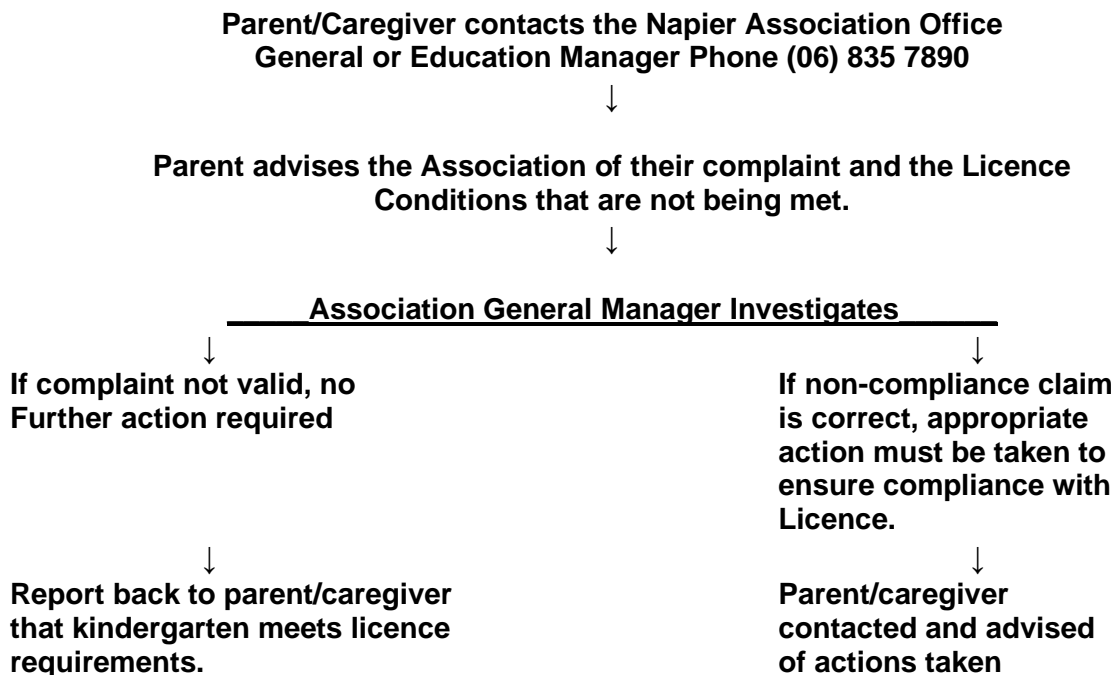 Parent/Caregiver contacts the Napier Association Office
General or Education Manager Phone (06) 835 7890
↓
Parent advises the Association of their complaint and the Licence
Conditions that are not being met.
↓
Association General Manager Investigates
↓
If complaint not valid, no
Further action required
↓
Report back to parent/caregiver
that kindergarten meets licence
requirements.
↓
If non-compliance claim
is correct, appropriate
action must be taken to
ensure compliance with
Licence.
↓
Parent/caregiver
contacted and advised
of actions taken